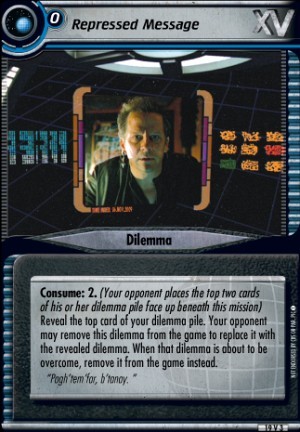 0
Repressed Message
XV
Dilemma
Consume: 2. (Your opponent places the top two cards
of his or her dilemma pile face up beneath this mission)
Reveal the top card of your dilemma pile. Your opponent
may remove this dilemma from the game to replace it with
the revealed dilemma. When that dilemma is about to be
overcome, remove it from the game instead.
"Pagh'tem'far, b'tanay."